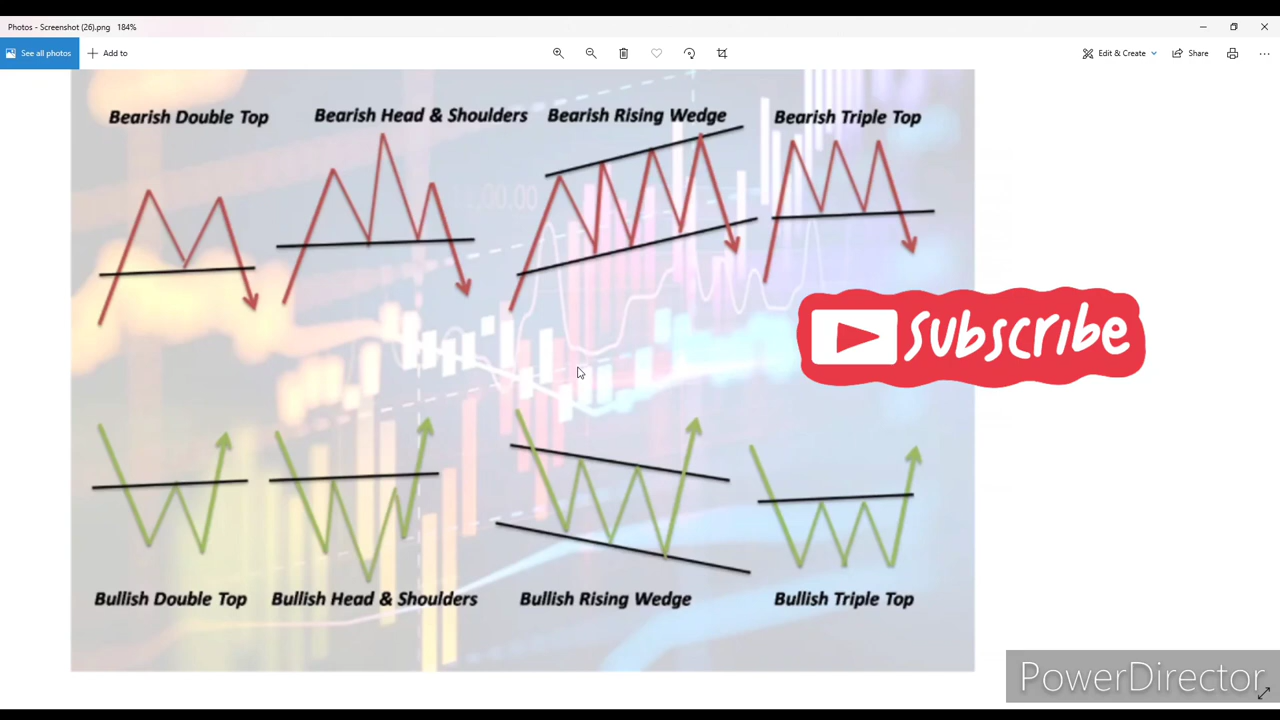 Photos - Screenshot (26).png 184%
See all photos
Add to
Edit & Create
Share
Bearish Double Top
Bearish Head & Shoulders
Bearish Rising Wedge
Bearish Triple Top
00.00
Subscribe
Bullish Double Top
Bullish Head & Shoulders
Bullish Rising Wedge
Bullish Triple Top
PowerDirector